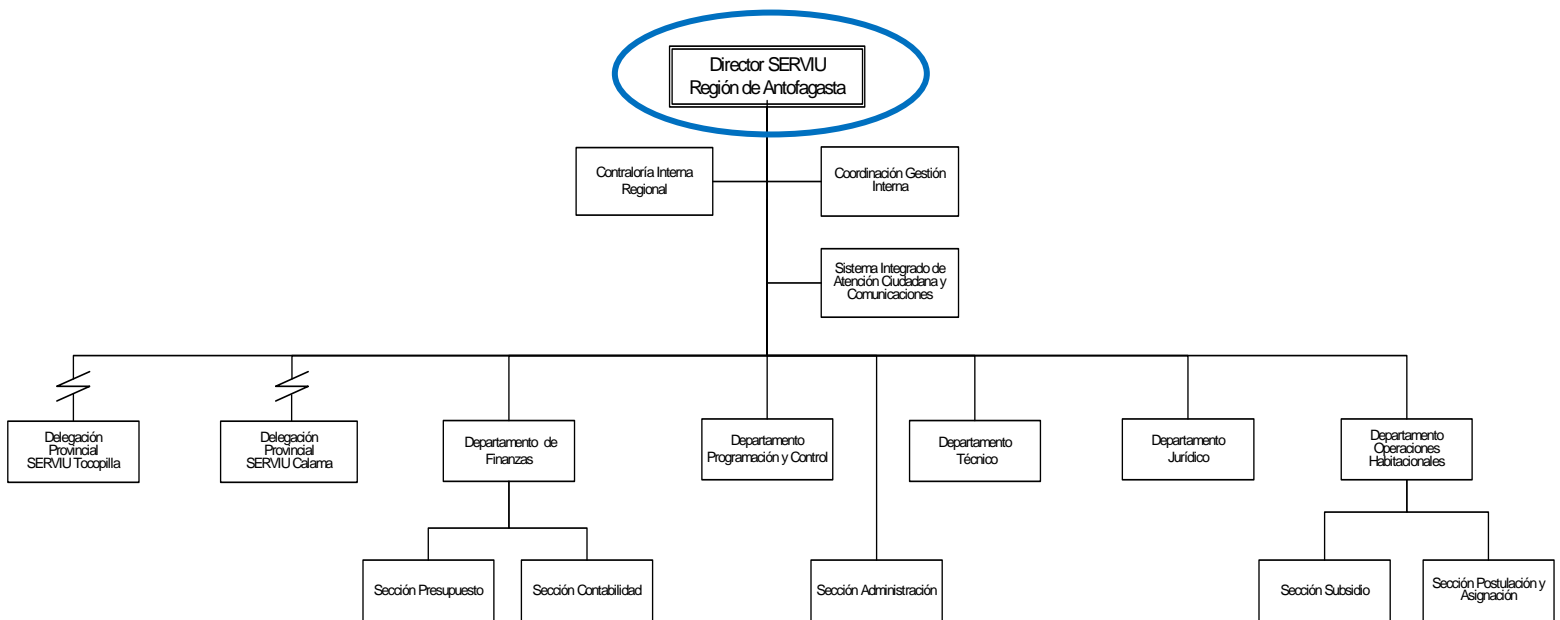 Director SERVIU
Región de Antofagasta
Contraloría Interna
Regional
Coordinación Gestión
Interna
Sistema Integrado de
Atención Ciudadana y
Comunicaciones
Delegación
Provincial
SERVIU Tocopilla
Delegación
Provincial
SERVIU Calama
Departamento de
Finanzas
Departamento
Programación y Control
Departamento
Técnico
Departamento
Jurídico
Departamento
Operaciones
Habitacionales
Sección Presupuesto
Sección Contabilidad
Sección Administración
Sección Subsidio
Sección Postulación y
Asignación